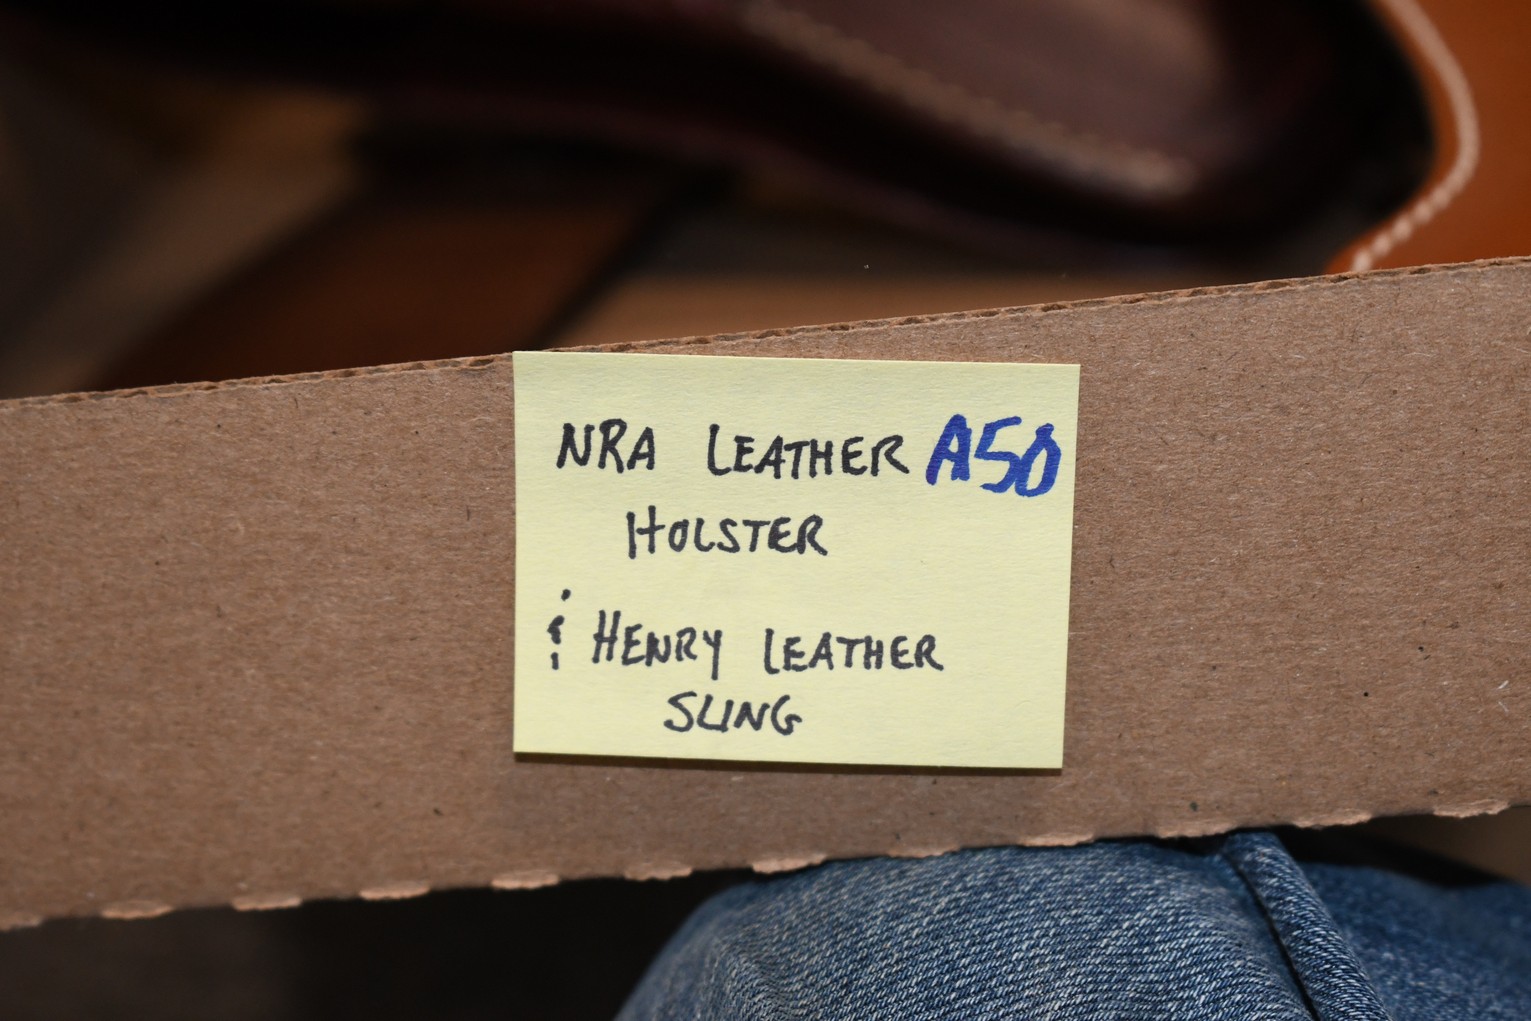 NRA LEATHER A50
HOLSTER
& HENRY LEATHER
SLING